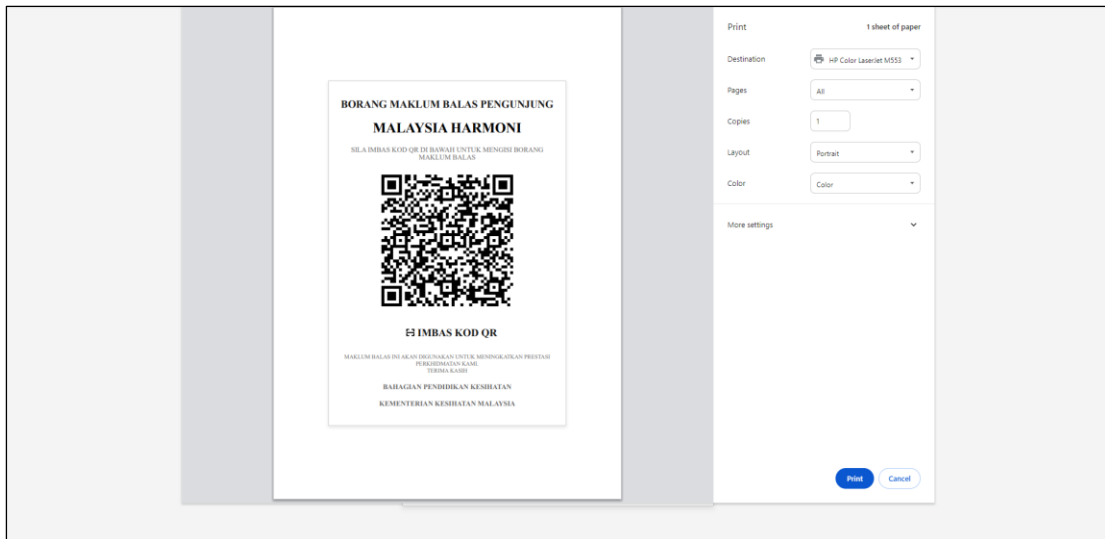 BORANG MAKLUM BALAS PENGUNJUNG
MALAYSIA HARMONI
SILA IMBAS KOD QR DI BAWAH UNTUK MENGISI BORANG
MAKLUM BALAS
IMBAS KOD QR
MAKLUM BALAS INI AKAN DIGUNAKAN UNTUK MENINGKATKAN PRESTASI
PERKHIDMATAN KAMI.
TERIMA KASIH
BAHAGIAN PENDIDIKAN KESIHATAN
KEMENTERIAN KESIHATAN MALAYSIA
Print 1 sheet of paper
Destination HP Color LaserJet M553
Pages All
Copies 1
Layout Portrait
Color Color
More settings
Print Cancel